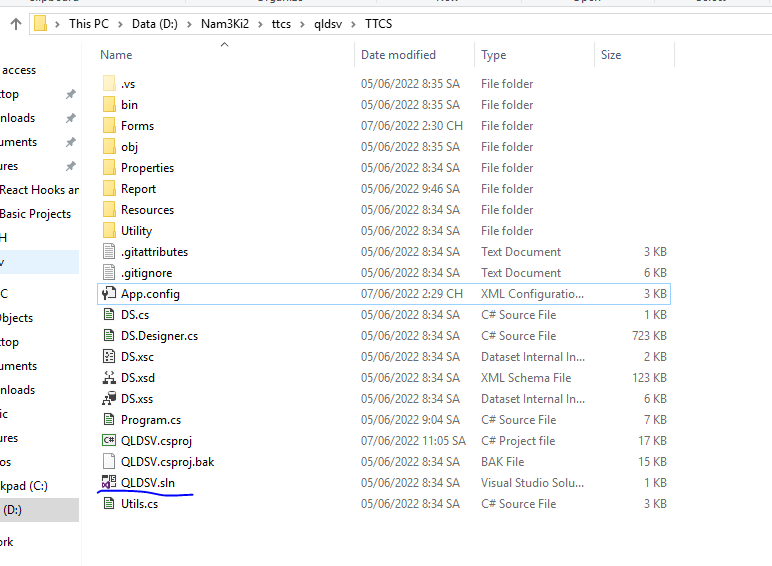 This PC > Data (D:) > Nam3Ki2 > ttcs > qldsv > TTCS
Name Date modified Type Size
access
top
nloads
uments
ures
React Hooks ar
Basic Projects
H
v
C
Objects
top
uments
nloads
ic
ures
os
kpad (C:)
(D:)
ork
.vs 05/06/2022 8:35 SA File folder
bin 05/06/2022 8:35 SA File folder
Forms 07/06/2022 2:30 CH File folder
obj 05/06/2022 8:35 SA File folder
Properties 05/06/2022 8:34 SA File folder
Report 05/06/2022 9:46 SA File folder
Resources 05/06/2022 8:34 SA File folder
Utility 05/06/2022 8:34 SA File folder
.gitattributes 05/06/2022 8:34 SA Text Document 3 KB
.gitignore 05/06/2022 8:34 SA Text Document 6 KB
App.config 07/06/2022 2:29 CH XML Configuratio... 3 KB
DS.cs 05/06/2022 8:34 SA C# Source File 1 KB
DS.Designer.cs 05/06/2022 8:34 SA C# Source File 723 KB
DS.xsc 05/06/2022 8:34 SA Dataset Internal In... 2 KB
DS.xsd 05/06/2022 8:34 SA XML Schema File 123 KB
DS.xss 05/06/2022 8:34 SA Dataset Internal In... 6 KB
Program.cs 05/06/2022 9:04 SA C# Source File 7 KB
QLDSV.csproj 07/06/2022 11:05 SA C# Project file 17 KB
QLDSV.csproj.bak 05/06/2022 8:34 SA BAK File 15 KB
QLDSV.sln 05/06/2022 8:34 SA Visual Studio Solu... 1 KB
Utils.cs 05/06/2022 8:34 SA C# Source File 3 KB